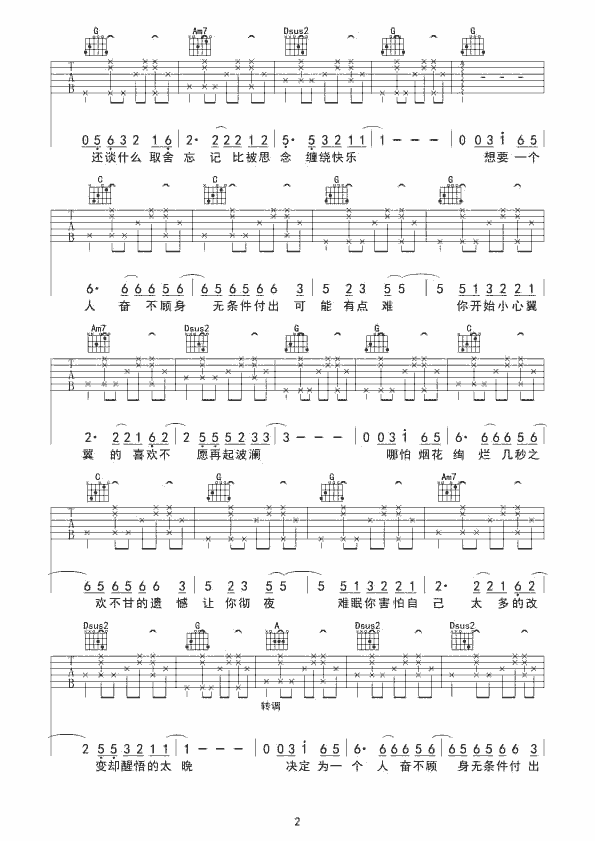 G Am7 Dsus2 G G
T A B
0 5 6 3 2 1 6 | 2· 2 2 2 1 2 | 5· 5 3 2 1 1 | 1 - - - | 0 0 3 1 6 5
还谈什么 取舍 忘 记 比被思 念 缠绕快乐 想要 一个
C C G G
T A B
6· 6 6 6 5 6 | 6 5 6 5 6 6 3 | 5 2 3 5 5 | 5 5 1 3 2 2 1
人 奋 不顾身 无条件付出 可 能 有点 难 你开始小心翼
Am7 Dsus2 G G C
T A B
2· 2 2 1 6 2 | 2 5 5 5 2 3 3 | 3 - - - | 0 0 3 1 6 5 | 6· 6 6 6 5 6
翼 的 喜欢不 愿再起波澜 哪怕 烟花 绚 烂 几秒之
C G G Am7
T A B
6 5 6 5 6 6 3 | 5 2 3 5 5 | 5 5 1 3 2 2 1 | 2· 2 2 1 6 2
欢不甘的遗 憾 让 你彻 夜 难眠你害怕自 己 太 多的改
Dsus2 G A Dsus2 Dsus2
T A B
转调
2 5 5 3 2 1 1 | 1 - - - | 0 0 3 1 6 5 | 6· 6 6 6 5 6 | 6 5 6 5 6 6 3
变却醒悟的太 晚 决定 为一 个 人 奋不顾 身无条件付 出
2